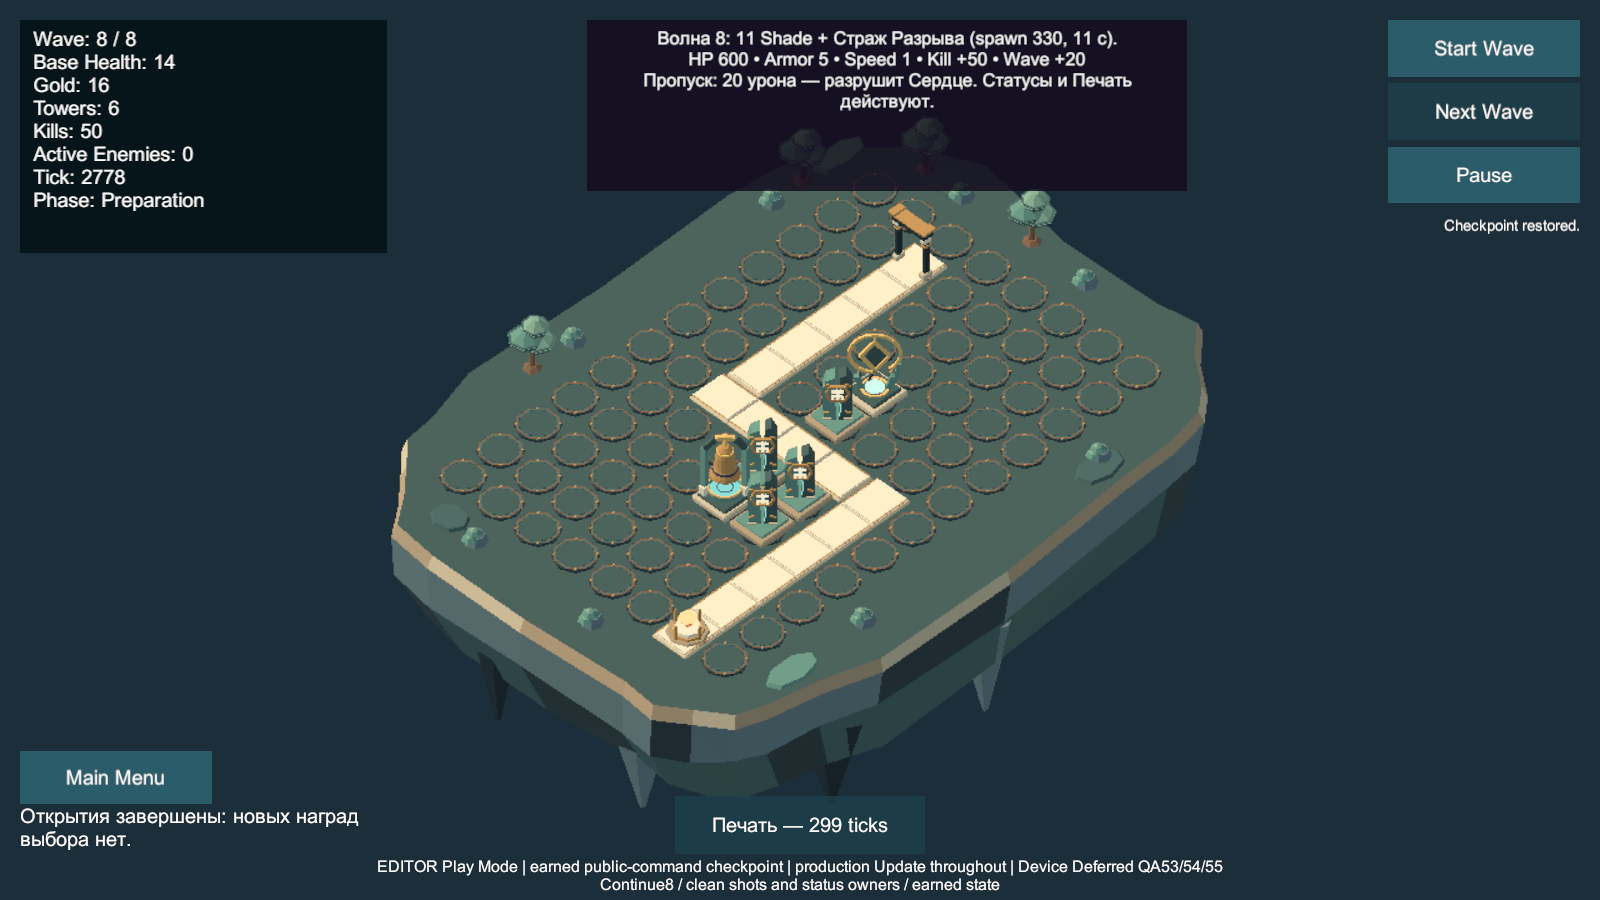 Wave: 8 / 8
Base Health: 14
Gold: 16
Towers: 6
Kills: 50
Active Enemies: 0
Tick: 2778
Phase: Preparation
Волна 8: 11 Shade + Страж Разрыва (spawn 330, 11 с).
HP 600 • Armor 5 • Speed 1 • Kill +50 • Wave +20
Пропуск: 20 урона — разрушит Сердце. Статусы и Печать
действуют.
Start Wave
Next Wave
Pause
Checkpoint restored.
Main Menu
Открытия завершены: новых наград
выбора нет.
Печать — 299 ticks
EDITOR Play Mode | earned public-command checkpoint | production Update throughout | Device Deferred QA53/54/55
Continue8 / clean shots and status owners / earned state